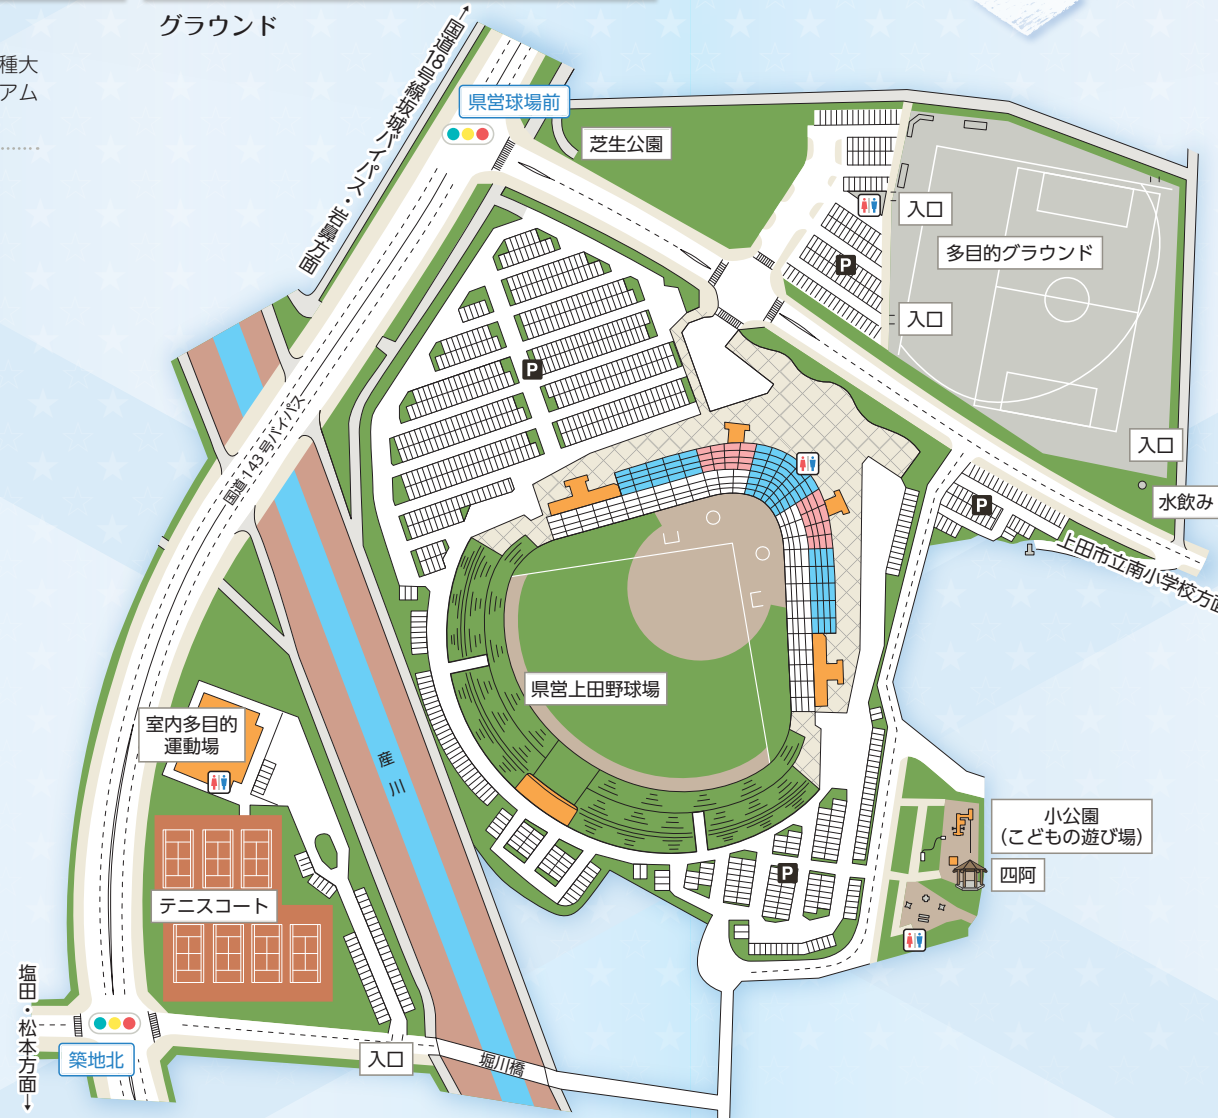 グラウンド
種大
アム
←国道18号線坂城バイパス・岩鼻方面
県営球場前
芝生公園
入口
多目的グラウンド
P
入口
P
国道143号バイパス
入口
P
水飲み
上田市立南小学校方面
県営上田野球場
室内多目的
運動場
産川
小公園
(こどもの遊び場)
四阿
P
テニスコート
塩田・松本方面→
築地北
入口
堀川橋